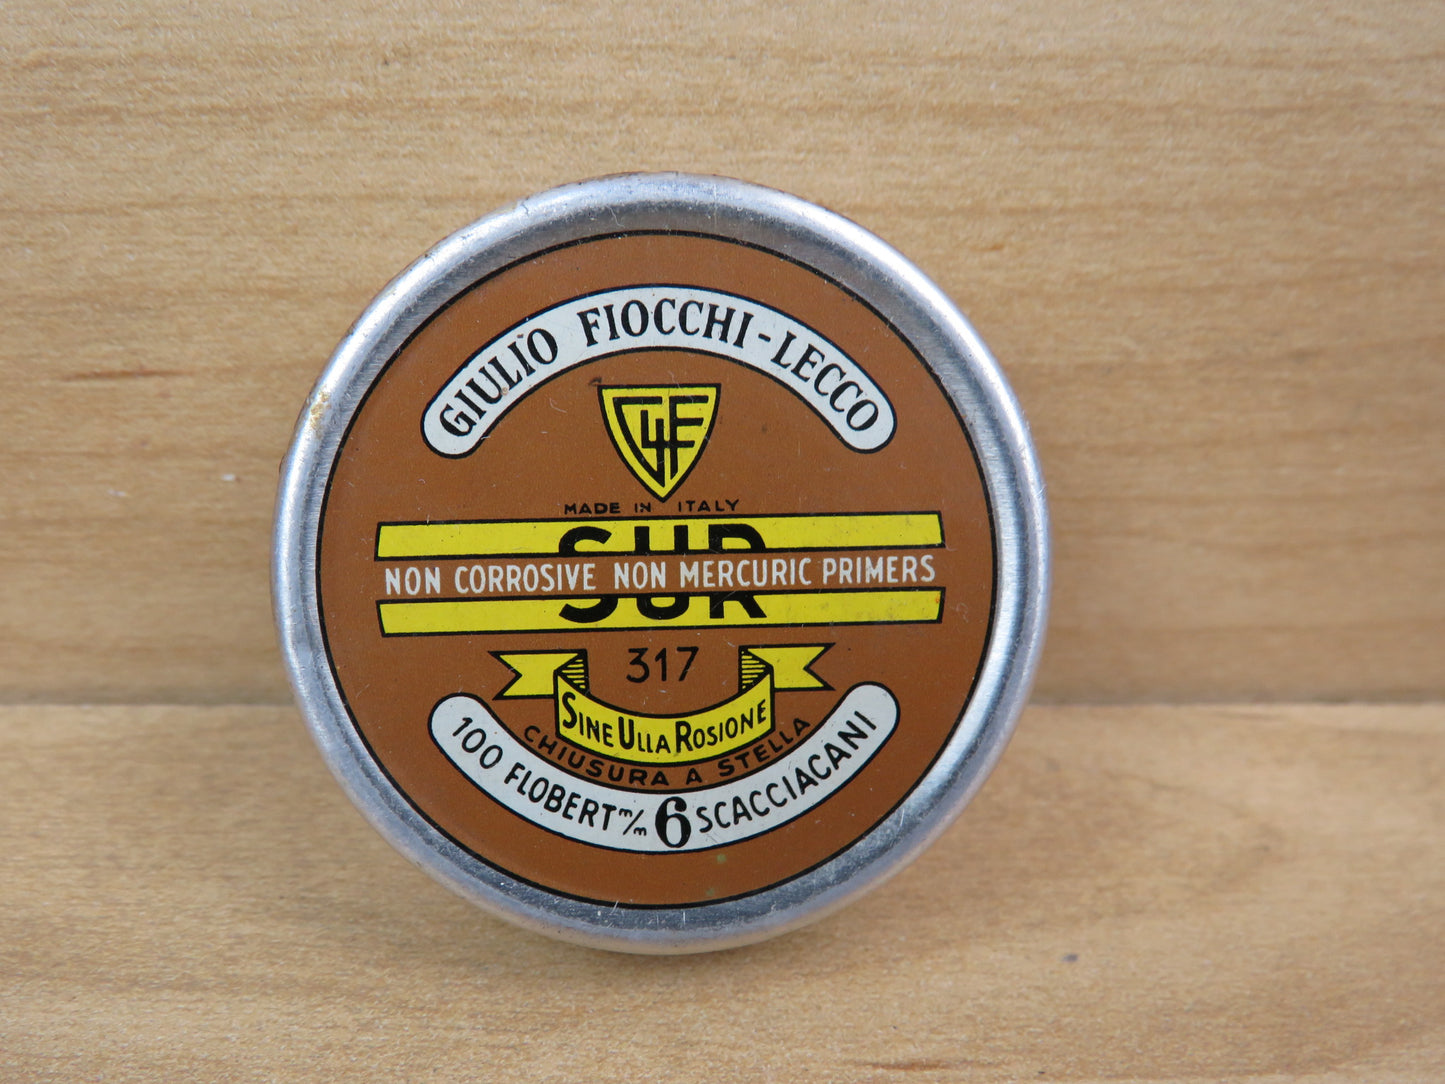 GIULIO FIOCCHI-LECCO
G4F
MADE IN ITALY
SUR
NON CORROSIVE NON MERCURIC PRIMERS
317
SINE ULLA ROSIONE
CHIUSURA A STELLA
100 FLOBERT m/m 6 SCACCIACANI